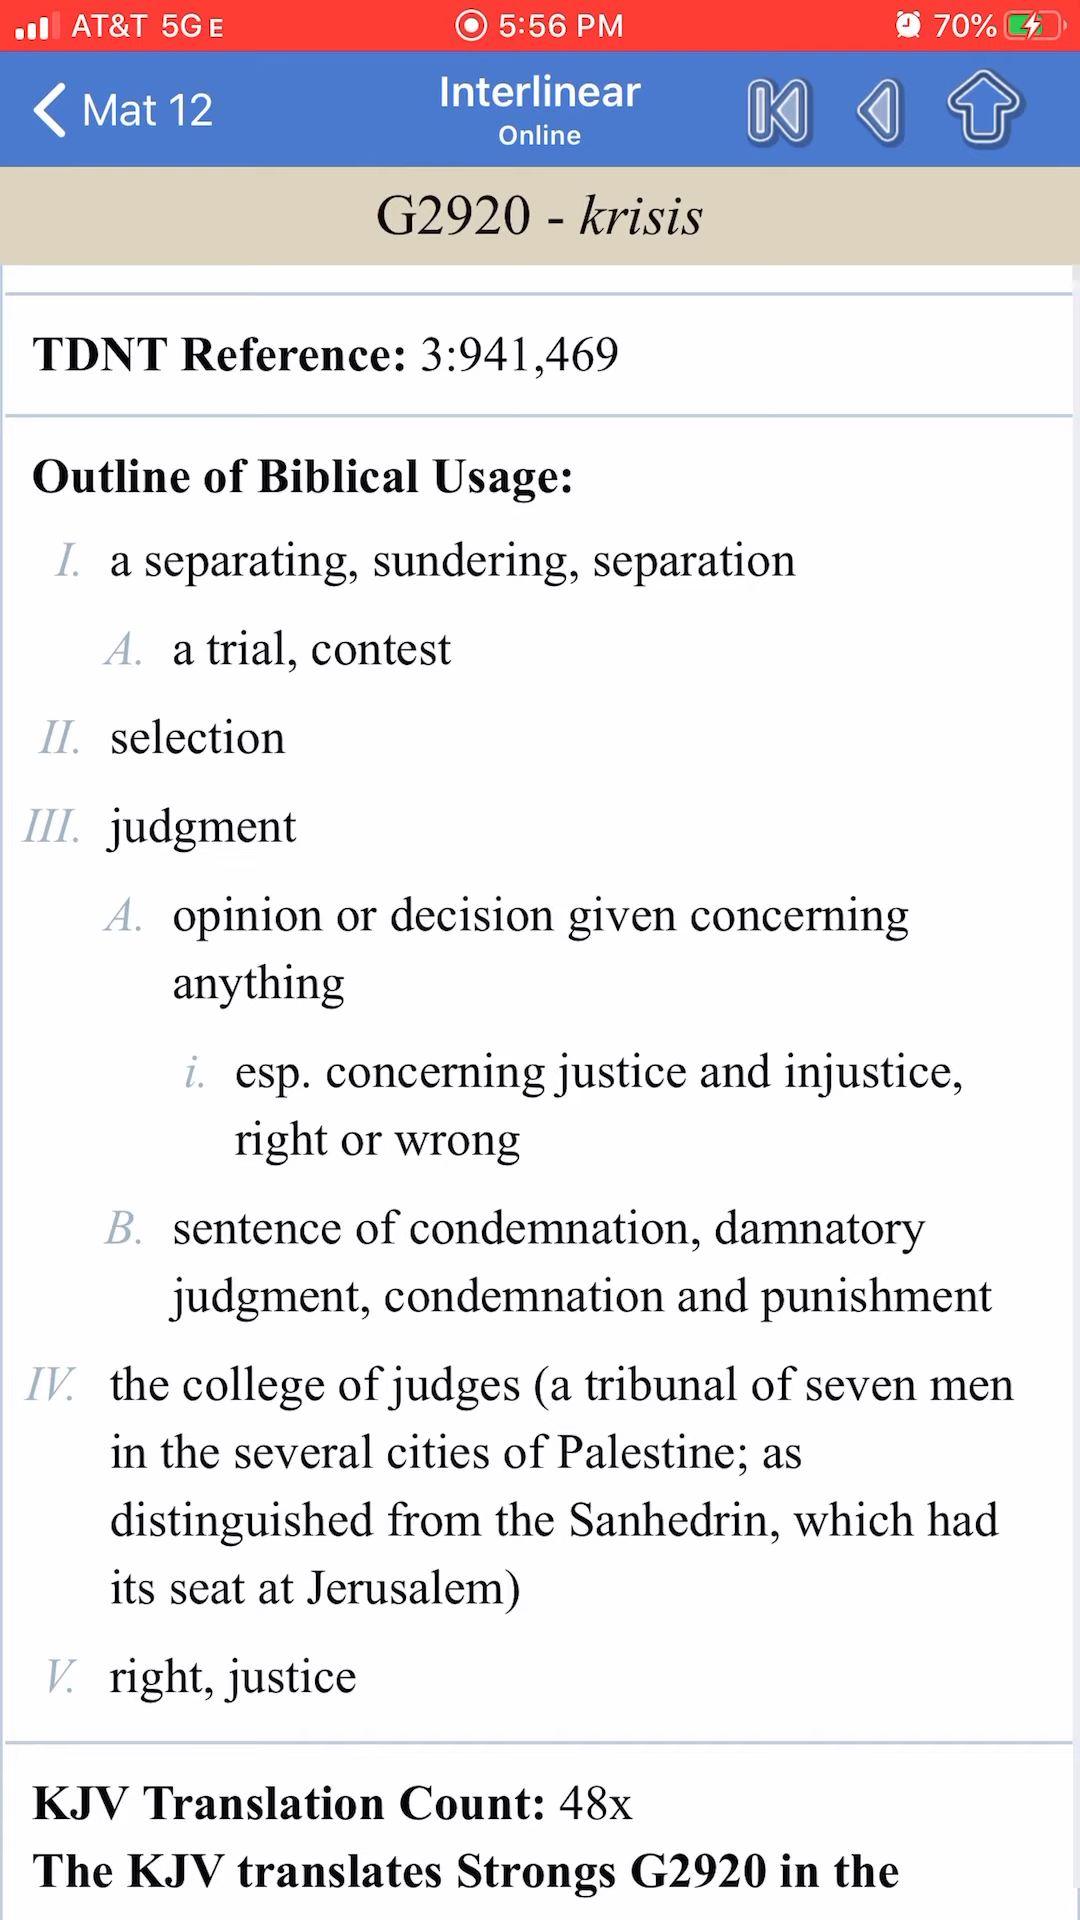 AT&T 5GE 5:56 PM 70%
Mat 12 Interlinear
Online
G2920 - krisis
TDNT Reference: 3:941,469
Outline of Biblical Usage:
I. a separating, sundering, separation
A. a trial, contest
II. selection
III. judgment
A. opinion or decision given concerning
anything
i. esp. concerning justice and injustice,
right or wrong
B. sentence of condemnation, damnatory
judgment, condemnation and punishment
IV. the college of judges (a tribunal of seven men
in the several cities of Palestine; as
distinguished from the Sanhedrin, which had
its seat at Jerusalem)
V. right, justice
KJV Translation Count: 48x
The KJV translates Strongs G2920 in the